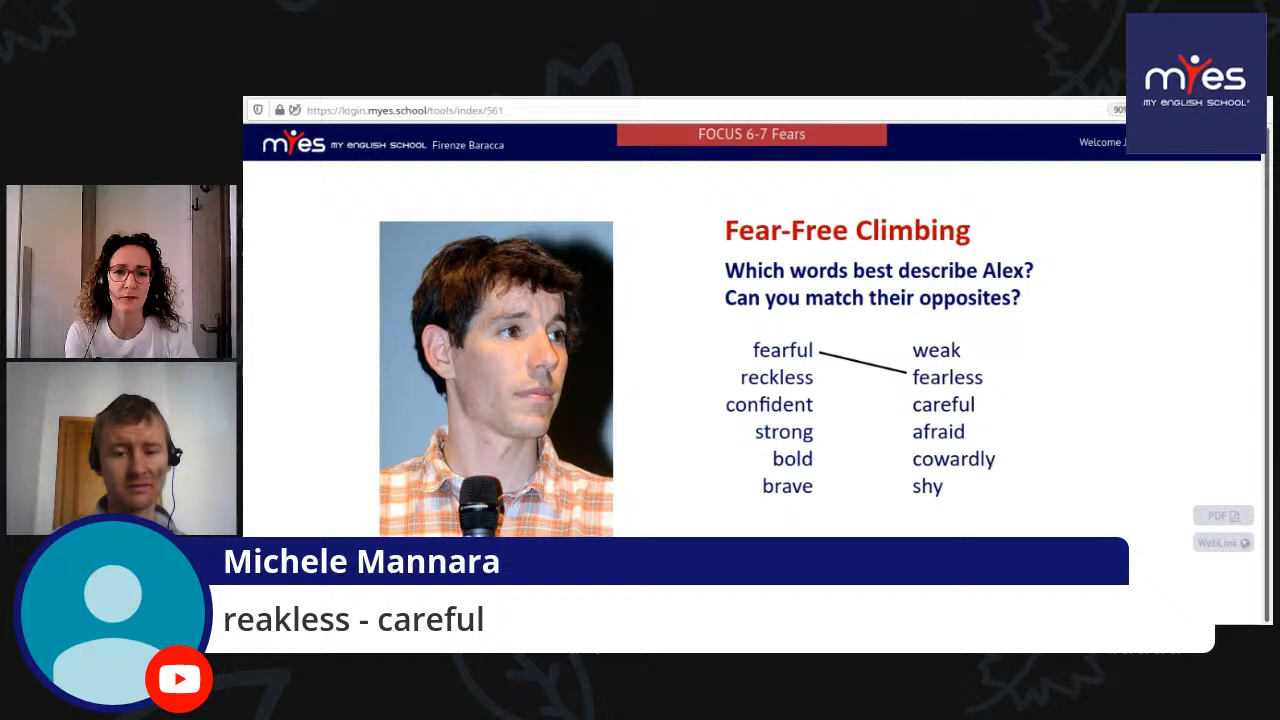 myes
MY ENGLISH SCHOOL
https://login.myes.school/tools/index/561
90%
myes MY ENGLISH SCHOOL Firenze Baracca
FOCUS 6-7 Fears
Welcome
Fear-Free Climbing
Which words best describe Alex?
Can you match their opposites?
fearful weak
reckless fearless
confident careful
strong afraid
bold cowardly
brave shy
PDF
WebLink
Michele Mannara
reakless - careful